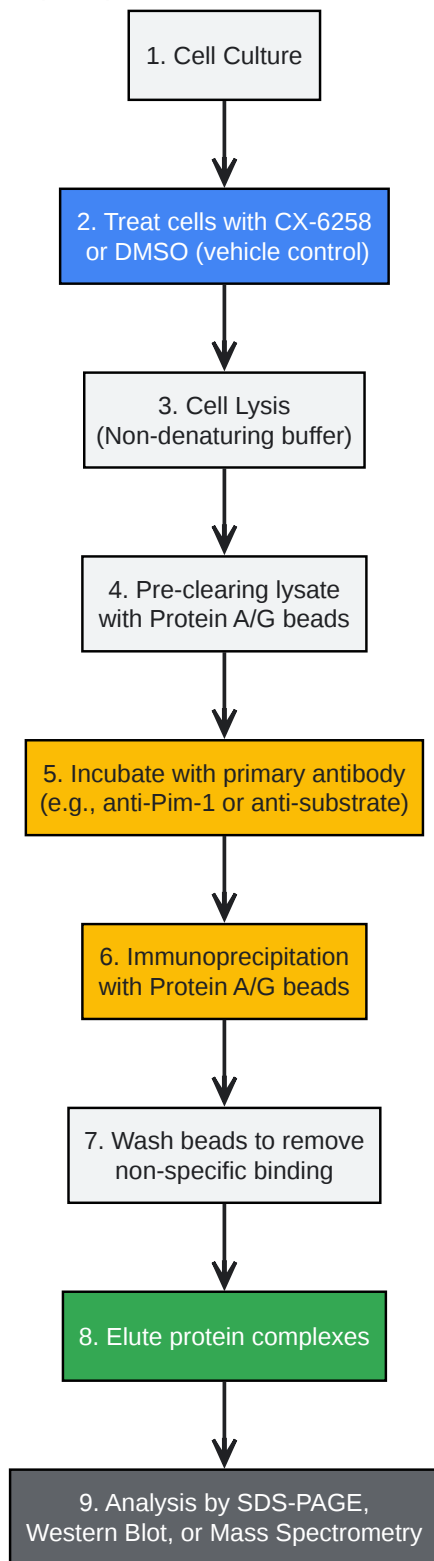 1. Cell Culture
2. Treat cells with CX-6258
or DMSO (vehicle control)
3. Cell Lysis
(Non-denaturing buffer)
4. Pre-clearing lysate
with Protein A/G beads
5. Incubate with primary antibody
(e.g., anti-Pim-1 or anti-substrate)
6. Immunoprecipitation
with Protein A/G beads
7. Wash beads to remove
non-specific binding
8. Elute protein complexes
9. Analysis by SDS-PAGE,
Western Blot, or Mass Spectrometry